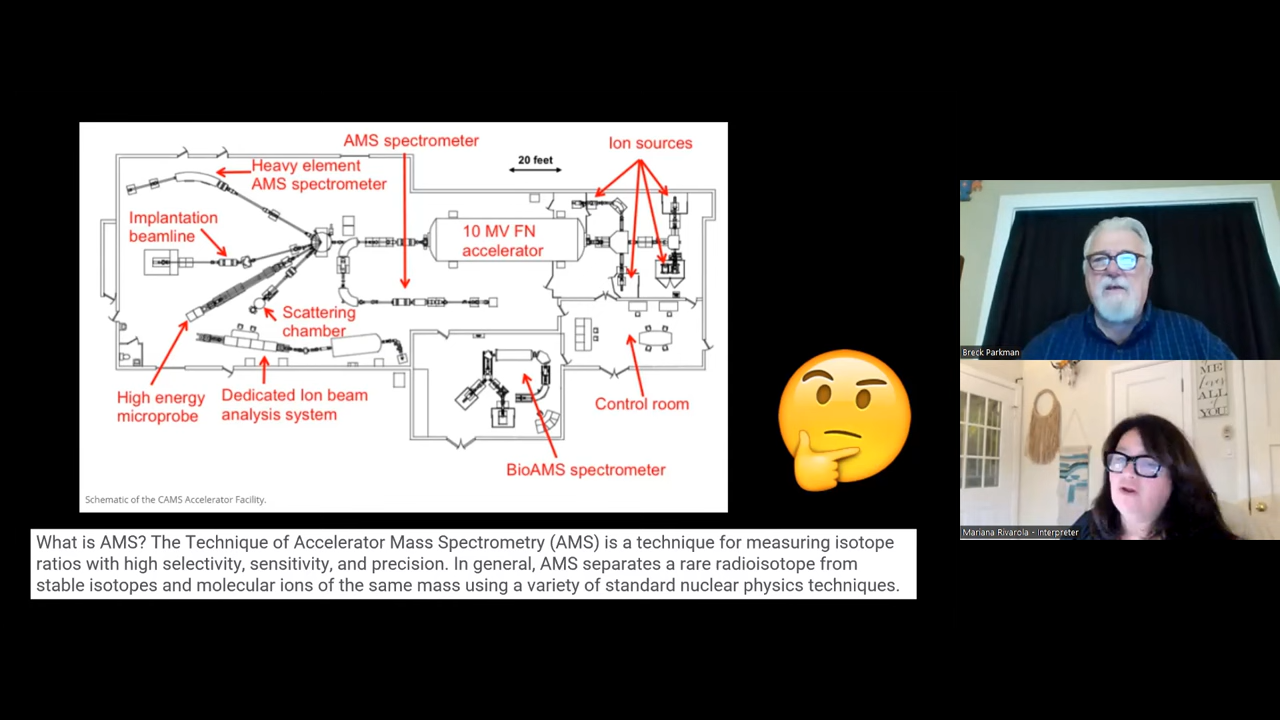 AMS spectrometer
Ion sources
20 feet
Heavy element
AMS spectrometer
Implantation
beamline
10 MV FN
accelerator
Scattering
chamber
High energy
microprobe
Dedicated Ion beam
analysis system
Control room
BioAMS spectrometer
Schematic of the CAMS Accelerator Facility.
What is AMS? The Technique of Accelerator Mass Spectrometry (AMS) is a technique for measuring isotope
ratios with high selectivity, sensitivity, and precision. In general, AMS separates a rare radioisotope from
stable isotopes and molecular ions of the same mass using a variety of standard nuclear physics techniques.
Breck Parkman
ME
ALL
YOU
Mariana Rivarola - Interpreter